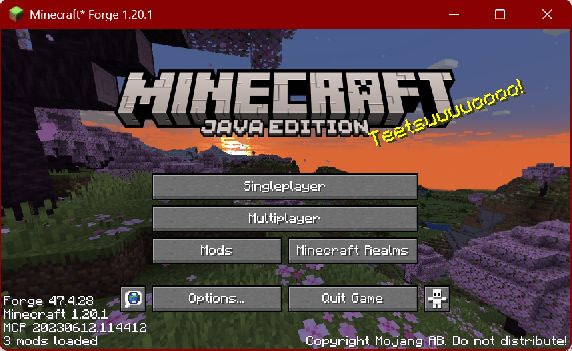 Minecraft* Forge 1.20.1
MINECRAFT
JAVA EDITION
Teetsuuuuoooo!
Singleplayer
Multiplayer
Mods
Minecraft Realms
Options...
Quit Game
Forge 47.4.28
Minecraft 1.20.1
MCP 20230612.114412
3 mods loaded
Copyright Mojang AB. Do not distribute!